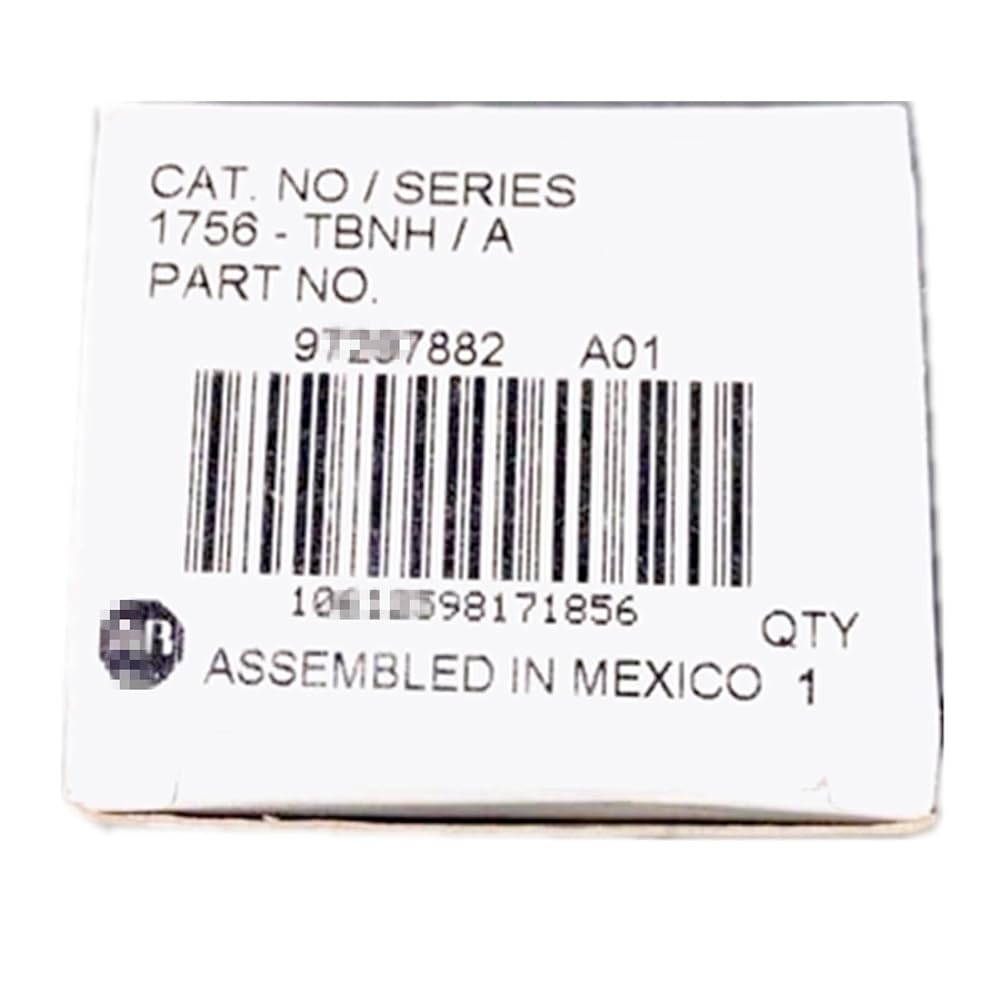 CAT. NO / SERIES
1756 - TBNH / A
PART NO.
A01
QTY
ASSEMBLED IN MEXICO 1